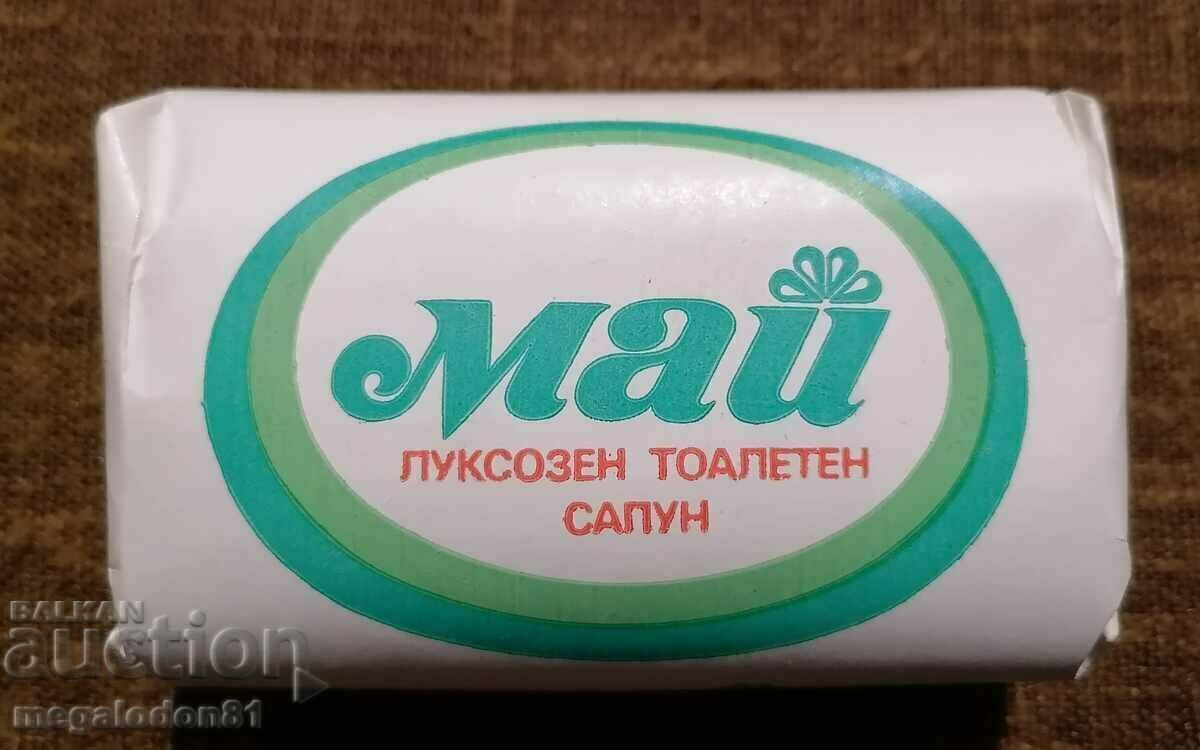 Май
ЛУКСОЗЕН ТОАЛЕТЕН
САПУН
BALKAN
auction
megalodon81